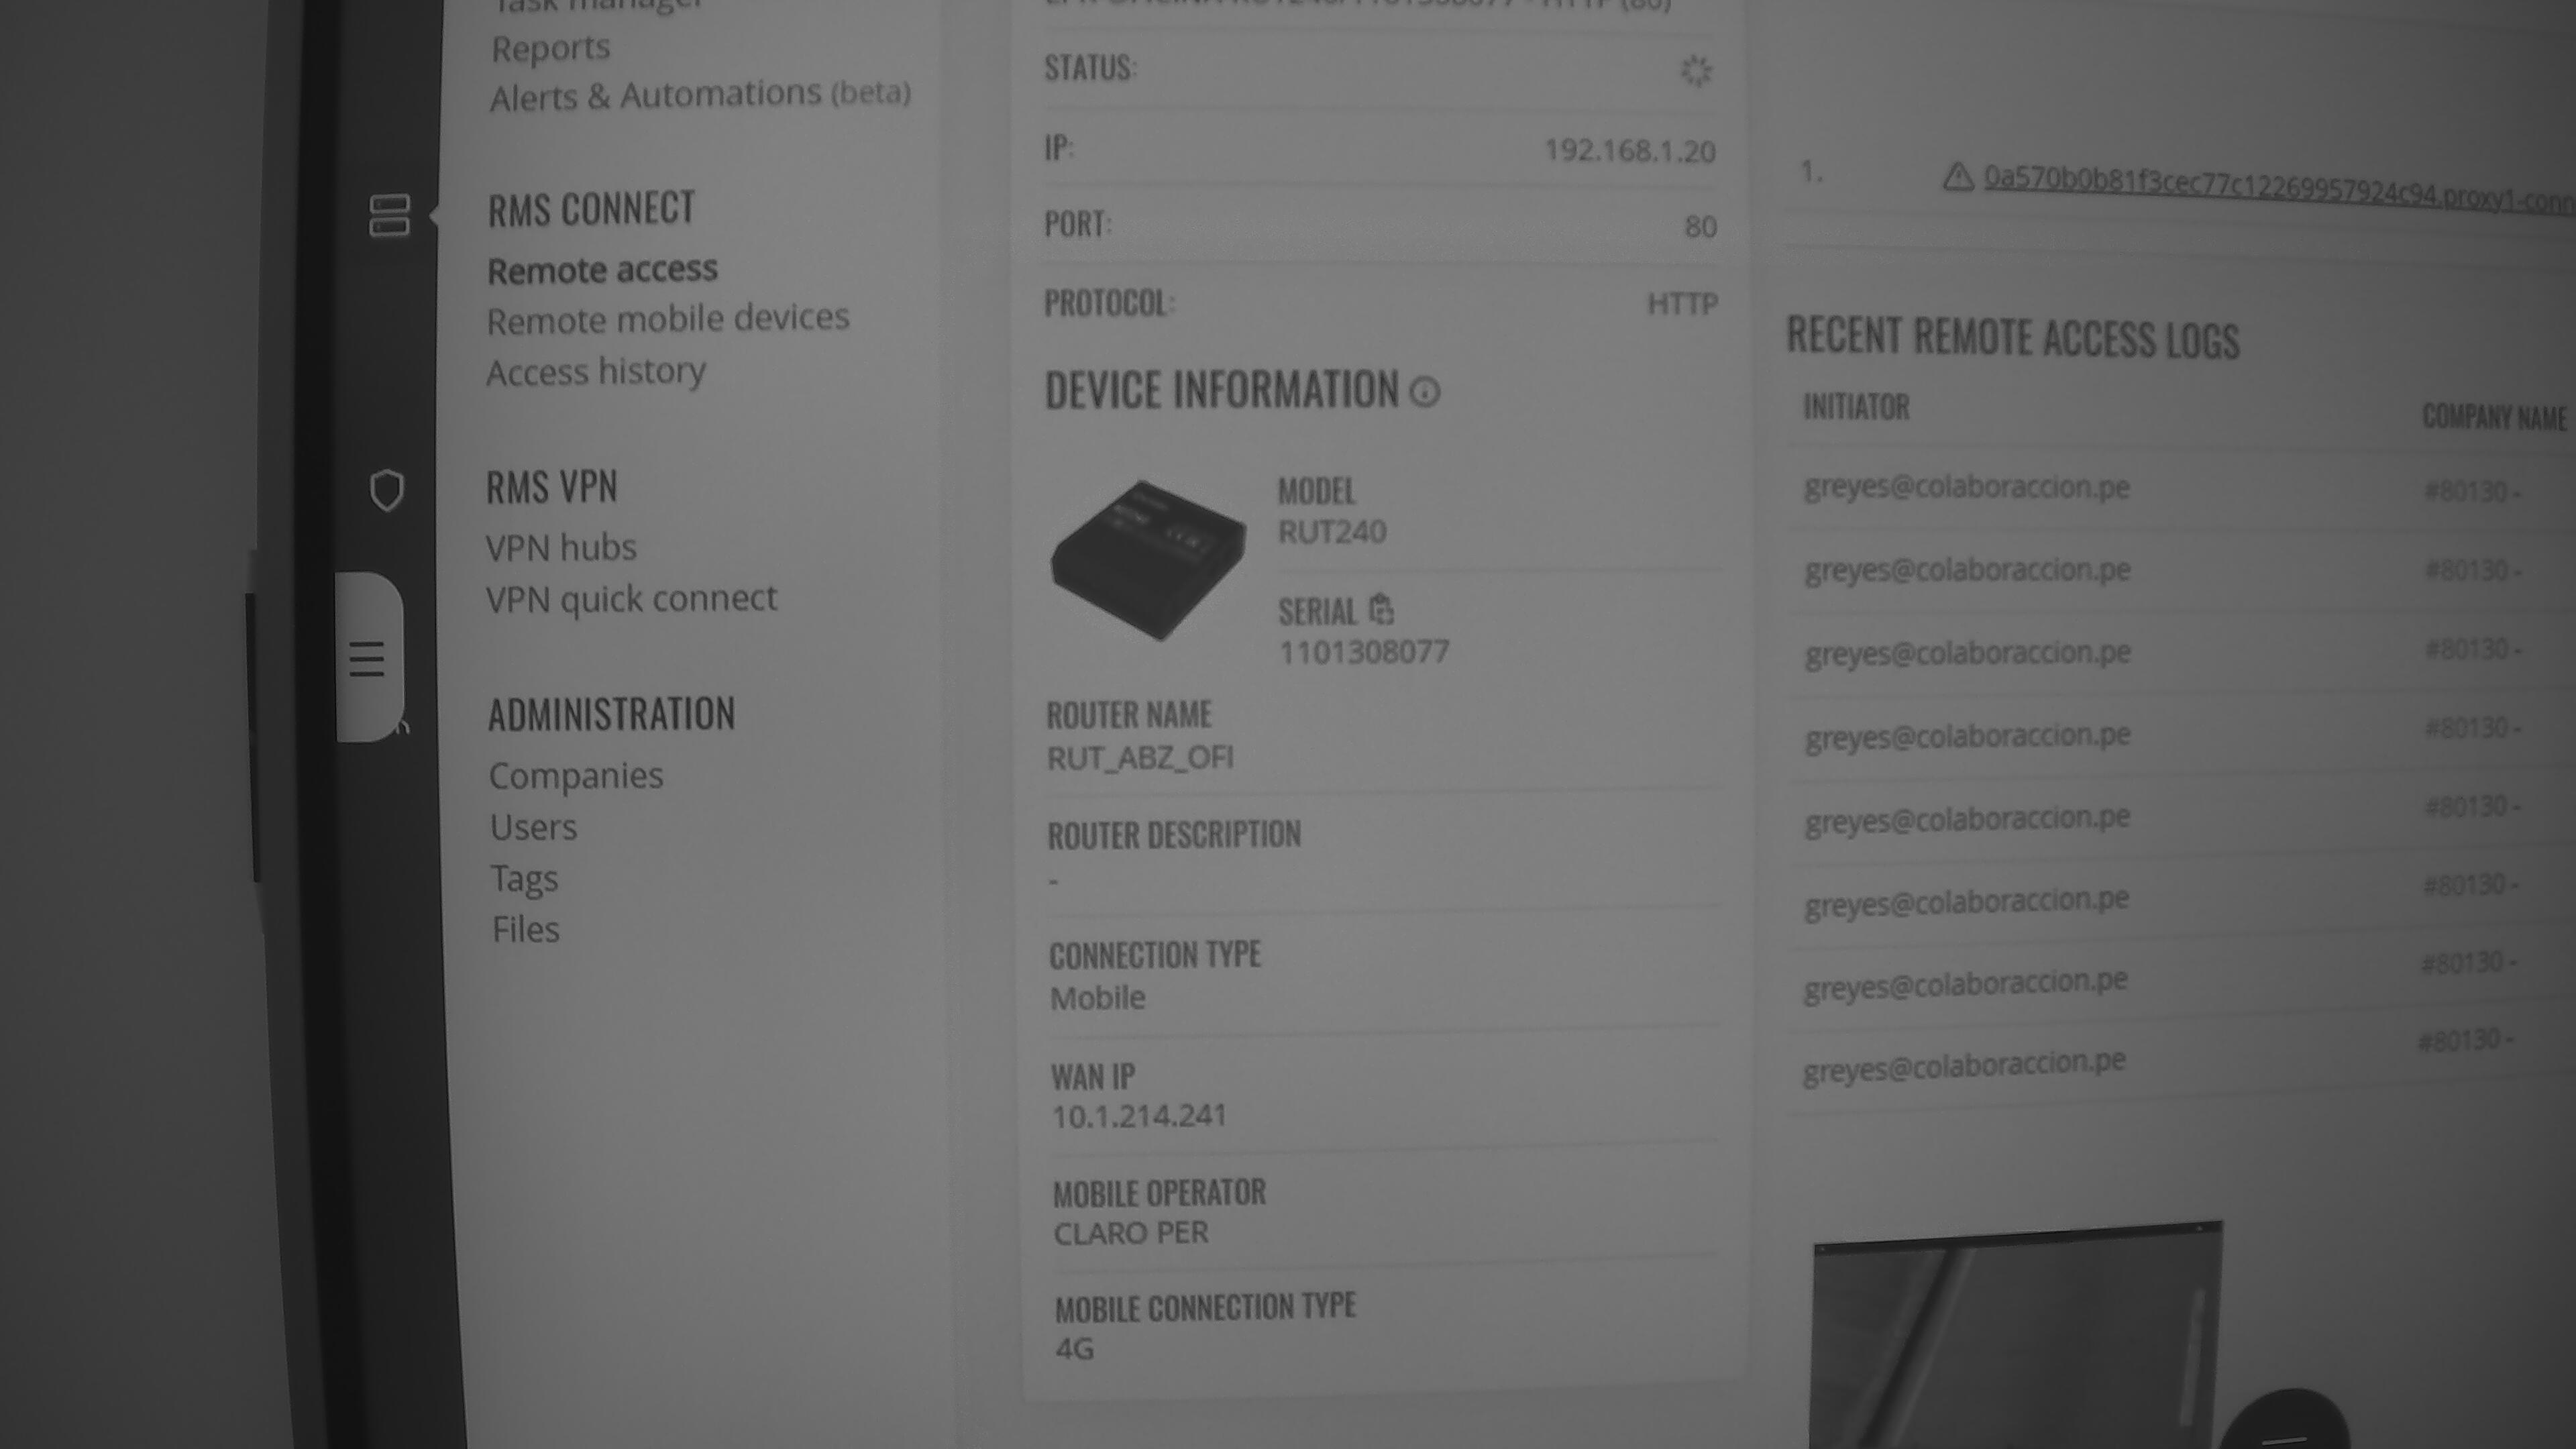 Task manager
Reports
Alerts & Automations (beta)
RMS CONNECT
Remote access
Remote mobile devices
Access history
RMS VPN
VPN hubs
VPN quick connect
ADMINISTRATION
Companies
Users
Tags
Files
STATUS:
IP: 192.168.1.20
PORT: 80
PROTOCOL: HTTP
DEVICE INFORMATION
MODEL
RUT240
SERIAL
1101308077
ROUTER NAME
RUT_ABZ_OFI
ROUTER DESCRIPTION
-
CONNECTION TYPE
Mobile
WAN IP
10.1.214.241
MOBILE OPERATOR
CLARO PER
MOBILE CONNECTION TYPE
4G
1. 0a570b0b81f3cec77c12269957924c94.proxy1-conn
RECENT REMOTE ACCESS LOGS
INITIATOR COMPANY NAME
greyes@colaboraccion.pe #80130 -
greyes@colaboraccion.pe #80130 -
greyes@colaboraccion.pe #80130 -
greyes@colaboraccion.pe #80130 -
greyes@colaboraccion.pe #80130 -
greyes@colaboraccion.pe #80130 -
greyes@colaboraccion.pe #80130 -
greyes@colaboraccion.pe #80130 -